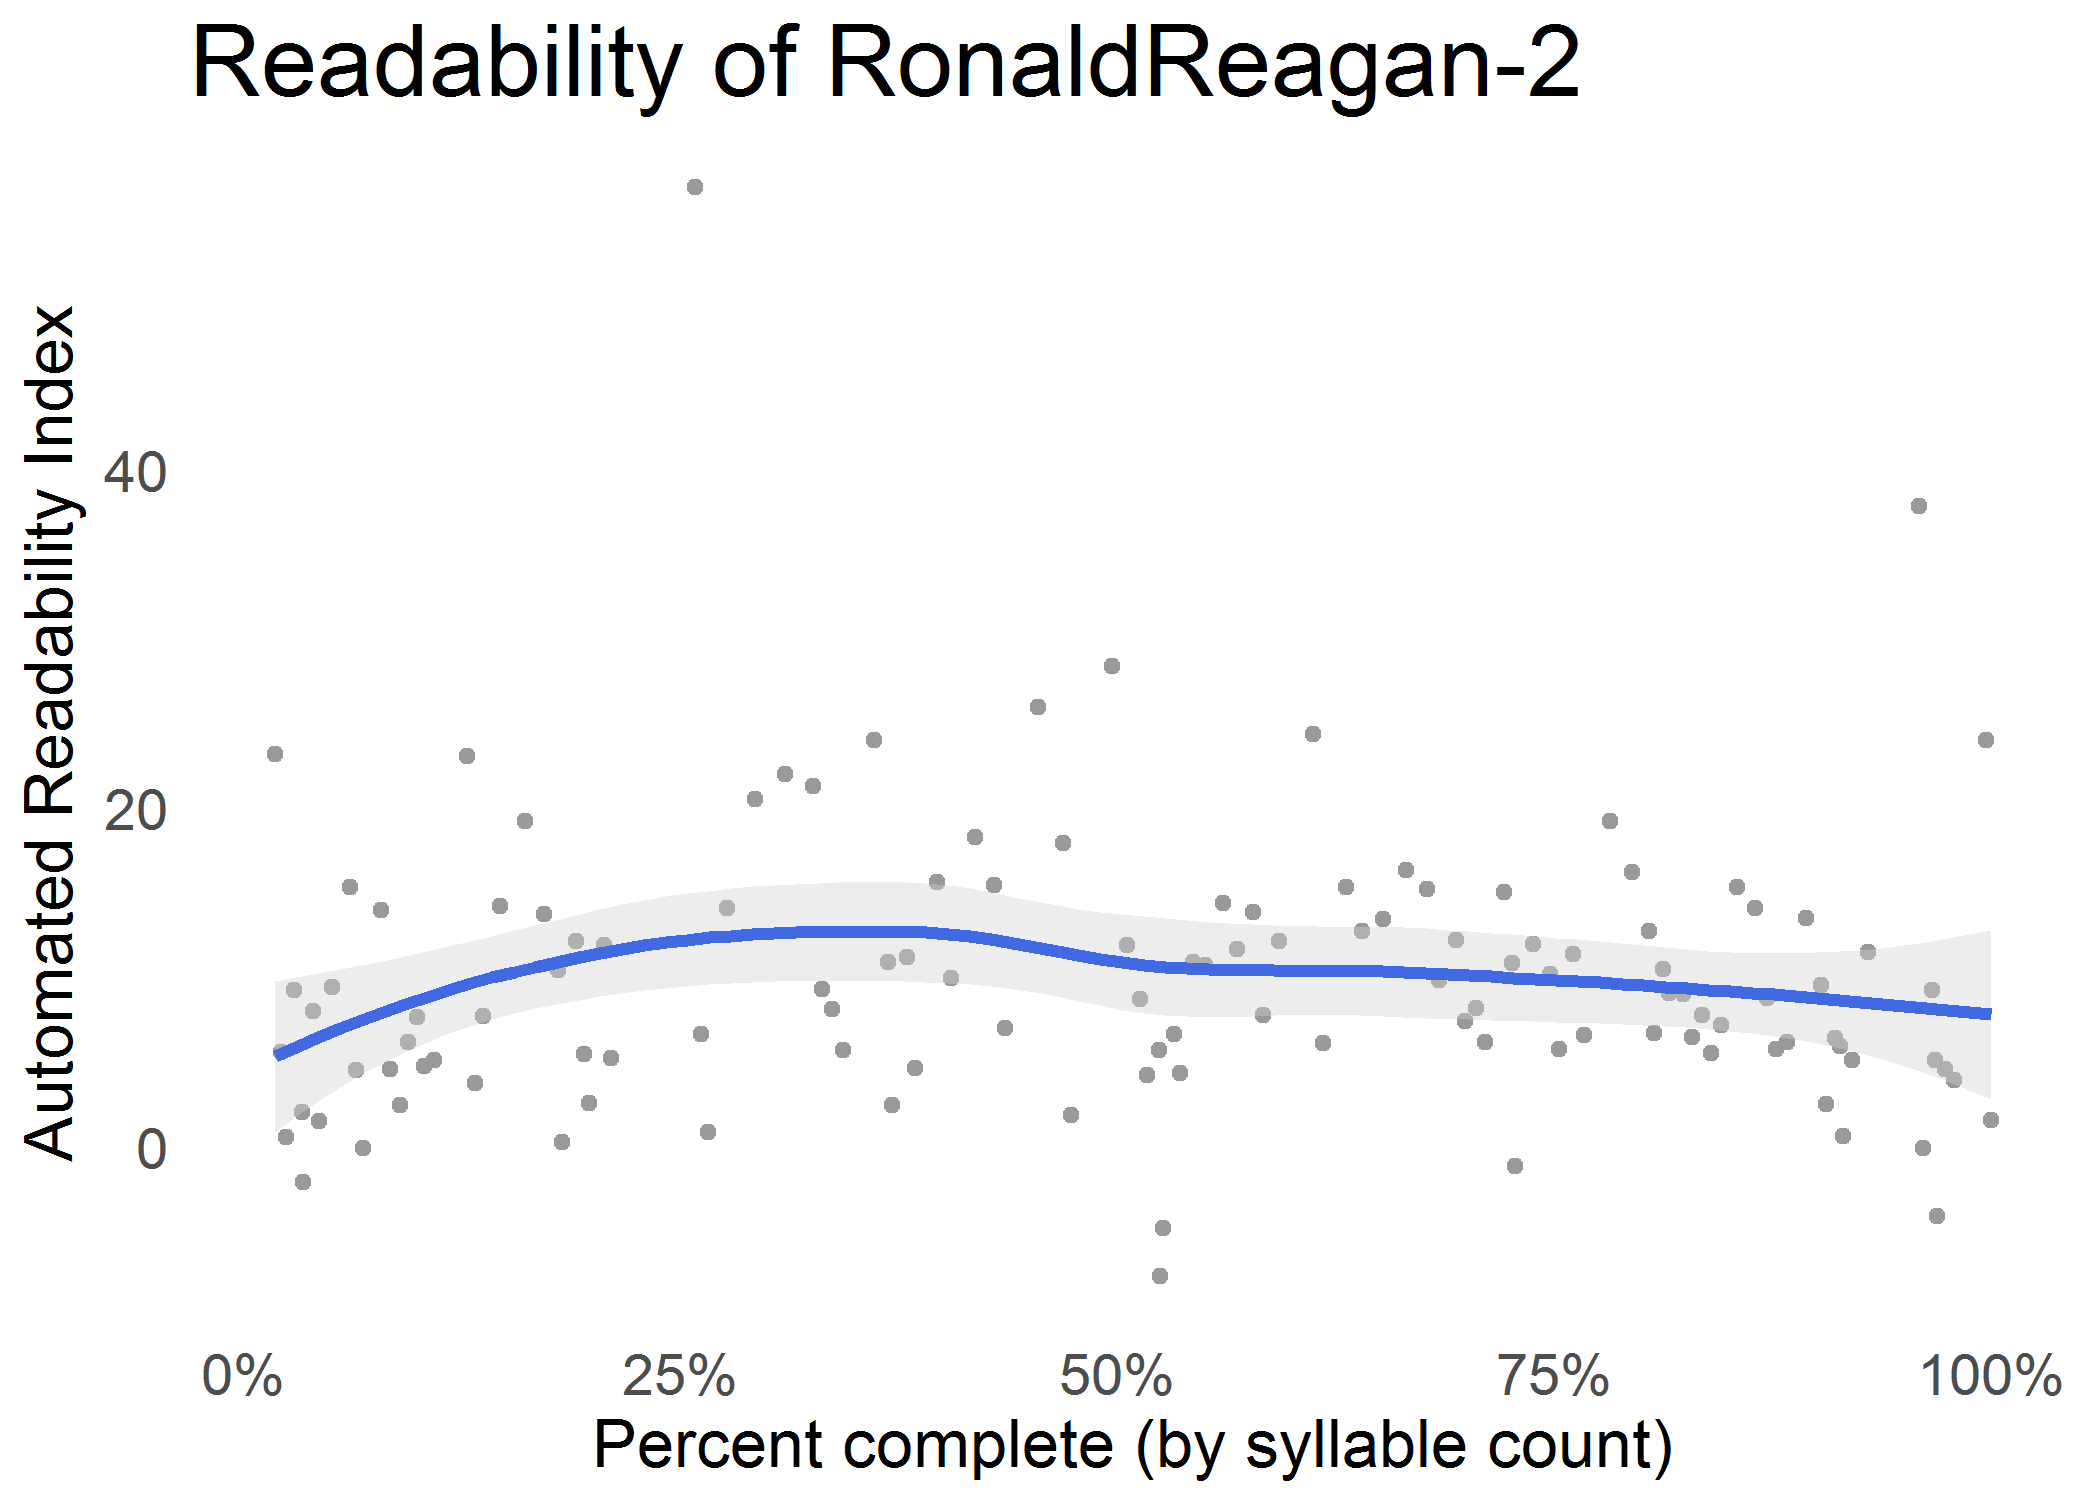 Readability of RonaldReagan-2
Automated Readability Index
40
20
0
0%
25%
50%
75%
100%
Percent complete (by syllable count)